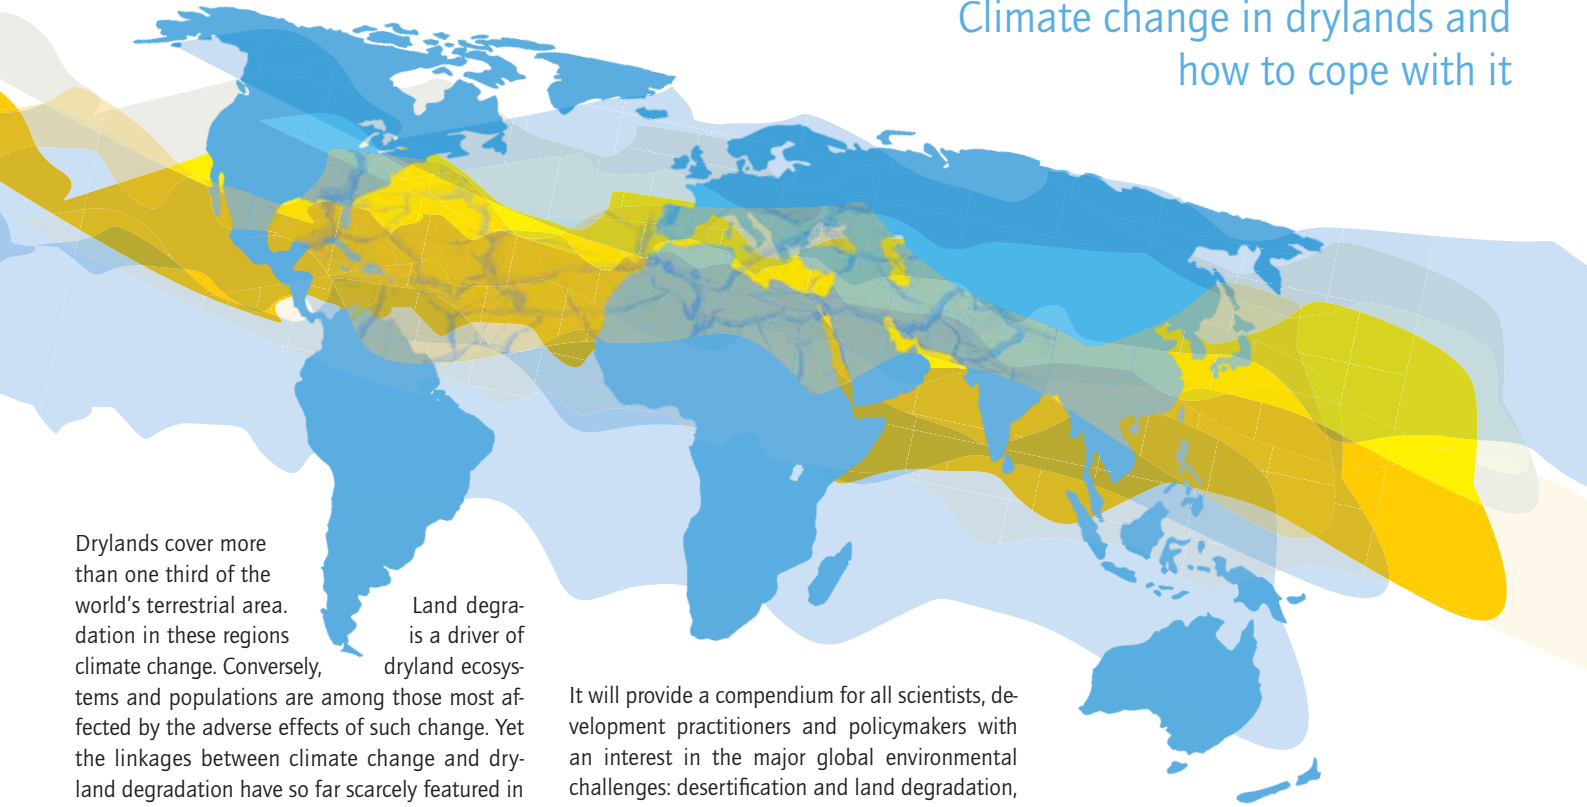 Climate change in drylands and
how to cope with it
Drylands cover more
than one third of the
world's terrestrial area. Land degra-
dation in these regions is a driver of
climate change. Conversely, dryland ecosys-
tems and populations are among those most af-
fected by the adverse effects of such change. Yet
the linkages between climate change and dry-
land degradation have so far scarcely featured in
It will provide a compendium for all scientists, de-
velopment practitioners and policymakers with
an interest in the major global environmental
challenges: desertification and land degradation,